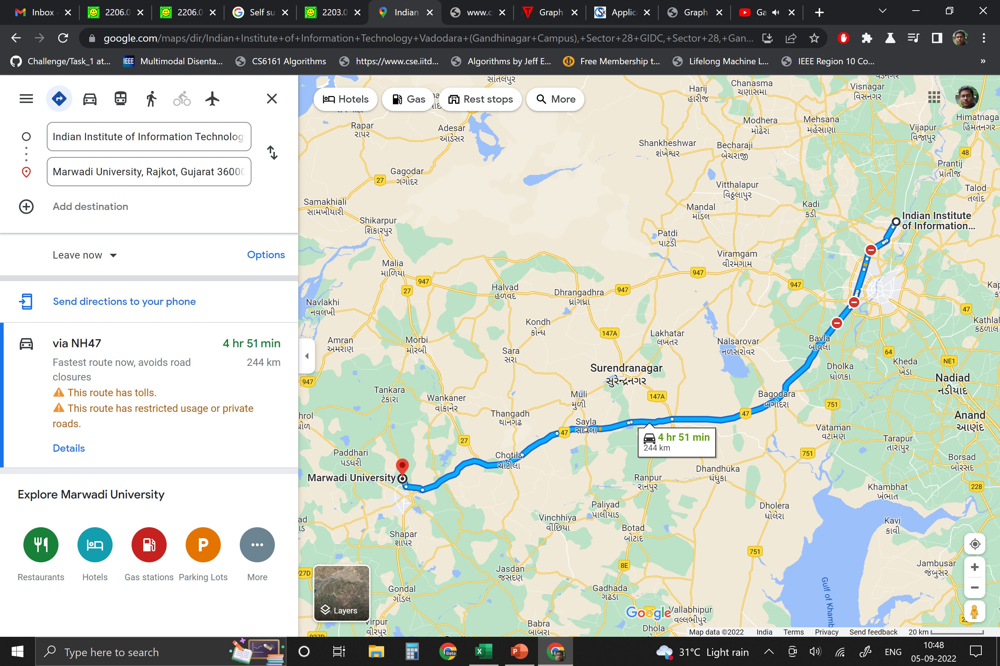 Inbox -
2206.0
2206.0
Self su
2203.0
Indian
www.c
Graph
Applic
Graph
Ga
google.com/maps/dir/Indian+Institute+of+Information+Technology+Vadodara+(Gandhinagar+Campus),+Sector+28+GIDC,+Sector+28,+Gan...
Challenge/Task_1 at...
IEEE
Multimodal Disenta...
CS6161 Algorithms
https://www.cse.iitd...
Algorithms by Jeff E...
Free Membership t...
Lifelong Machine L...
IEEE Region 10 Co...
»
Indian Institute of Information Technolog
Marwadi University, Rajkot, Gujarat 36000
Add destination
Leave now
Options
Send directions to your phone
via NH47
4 hr 51 min
Fastest route now, avoids road
closures
244 km
This route has tolls.
This route has restricted usage or private
roads.
Details
Explore Marwadi University
Restaurants
Hotels
Gas stations
P
Parking Lots
More
Hotels
Gas
Rest stops
More
સાંતલપુર
Harij
હારીજ
Chanasma
ચણાસ્મા
Visnagar
વિસનગર
Himatnagar
હિંમતનગર
Rapar
રાપર
Adesar
આડેસર
Modhera
મોઢેરા
Mehsana
મહેસાણા
Vijapur
વિજાપુર
Shankheshwar
શંખેશ્વર
Becharaji
બેચરાજી
48
Prantij
પ્રાંતીજ
Gagodar
ગાગોદર
27
Vitthalapur
વિઠ્ઠલાપુર
Talod
તલોદ
Samakhiali
સામખીયારી
Mandal
માંડલ
Kadi
કડી
Indian Institute
of Information...
Shikarpur
શિકારપુર
Patdi
પાટડી
Viramgam
વીરમગામ
Malia
માળિયા
947
947
947
947
27
Halvad
હળવદ
Dhrangadhra
ધ્રાંગધ્રા
Navlakhi
નવલખી
47
Kathlal
કઠલાલ
Kondh
કોન્ધ
147A
Lakhatar
લખતર
Nalsarovar
નળસરોવર
Bavla
બાવલા
Amran
અમરાણ
Morbi
મોરબી
Sara
સરા
64
Kheda
ખેડા
NE1
Dholka
ધોળકા
Surendranagar
સુરેન્દ્રનગર
Nadiad
નડીયાદ
947
Tankara
ટંકારા
Wankaner
વાંકાનેર
Muli
મુળી
147A
Bagodara
બગોદરા
751
Thangadh
થાનગઢ
47
Anand
આણંદ
Sayla
સાયલા
47
Vataman
વટામણ
Tarapur
તારાપુર
4 hr 51 min
244 km
27
Paddhari
પડધરી
Chotila
ચોટીલા
751
Borsad
બોરસદ
Marwadi University
Ranpur
રાનપુર
Dhandhuka
ધંધુકા
Khambhat
ખંભાત
228
Paliyad
પાલીયાડ
Dholera
ધોલેરા
Vinchhiya
વીંછિયા
Kavi
કાવી
Shapar
શાપર
Botad
બોટાદ
751
8E
Jasdan
જસદણ
Jambusar
જંબુસર
927D
Gondal
ગોંડલ
Gadhada
ગઢડા
Gulf of Khamb
Layers
Google
Vallabhipur
વલ્લભીપુર
Virpur
વીરપુર
Babra
બાબરા
Dhola
Map data ©2022
India
Terms
Privacy
Send feedback
20 km
Type here to search
Beta
X
P
31°C Light rain
ENG
10:48
05-09-2022